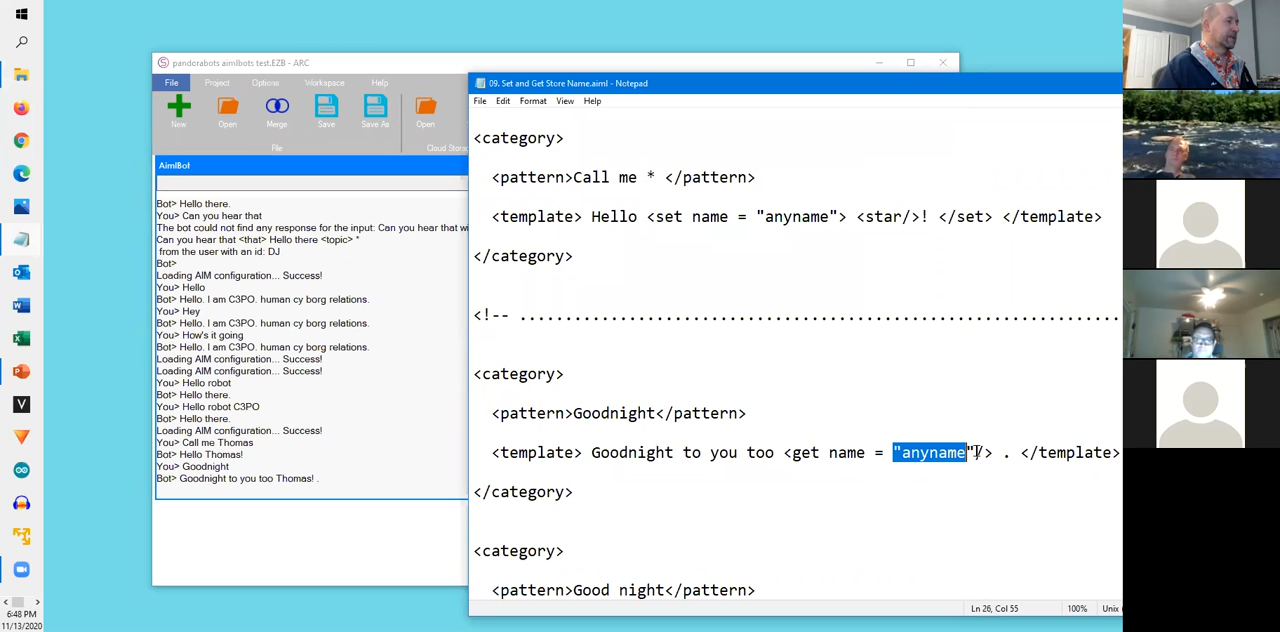 pandorabots aimlbots test.EZB - ARC
File Project Options Workspace Help
New Open Merge Save Save As Open
File Cloud Stora
AimlBot
Bot> Hello there.
You> Can you hear that
The bot could not find any response for the input: Can you hear that wi
Can you hear that <that> Hello there <topic> *
from the user with an id: DJ
Bot>
Loading AIM configuration... Success!
You> Hello
Bot> Hello. I am C3PO. human cy borg relations.
You> Hey
Bot> Hello. I am C3PO. human cy borg relations.
You> How's it going
Bot> Hello. I am C3PO. human cy borg relations.
Loading AIM configuration... Success!
Loading AIM configuration... Success!
You> Hello robot
Bot> Hello there.
You> Hello robot C3PO
Bot> Hello there.
Loading AIM configuration... Success!
You> Call me Thomas
Bot> Hello Thomas!
You> Goodnight
Bot> Goodnight to you too Thomas! .
09. Set and Get Store Name.aiml - Notepad
File Edit Format View Help
<category>
<pattern>Call me * </pattern>
<template> Hello <set name = "anyname"> <star/>! </set> </template>
</category>
<!-- .................................................................
<category>
<pattern>Goodnight</pattern>
<template> Goodnight to you too <get name = "anyname"/> . </template>
</category>
<category>
<pattern>Good night</pattern>
Ln 26, Col 55 100% Unix (
6:48 PM
11/13/2020